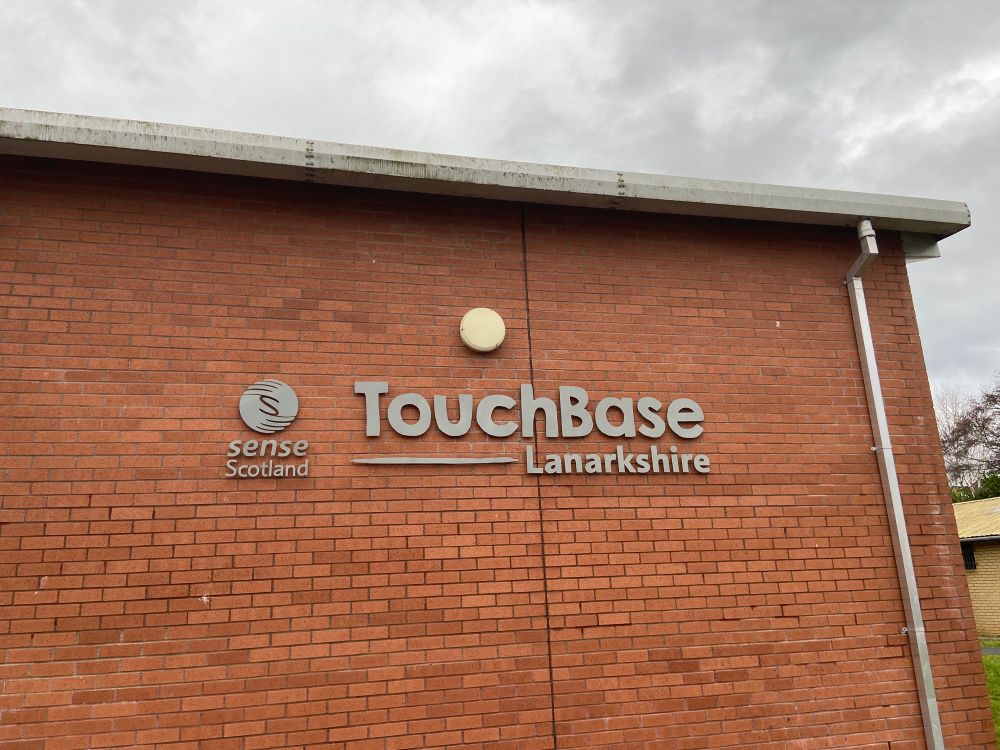 sense
Scotland
TouchBase
Lanarkshire